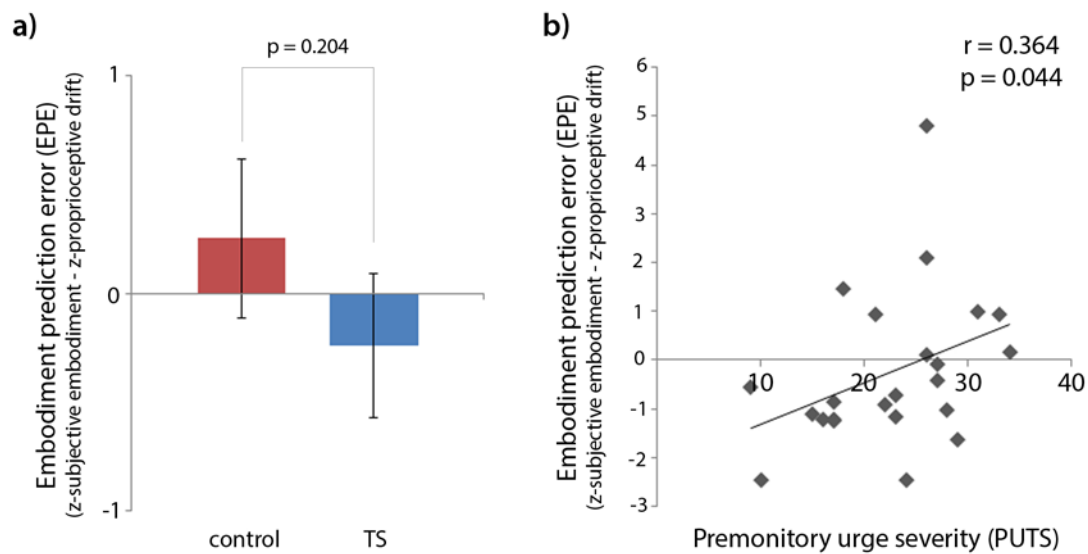 a)
p = 0.204
Embodiment prediction error (EPE)
(z-subjective embodiment - z-proprioceptive drift)
1
0
-1
control
TS
b)
r = 0.364
p = 0.044
Embodiment prediction error (EPE)
(z-subjective embodiment - z-proprioceptive drift)
6
5
4
3
2
1
0
-1
-2
-3
10
20
30
40
Premonitory urge severity (PUTS)